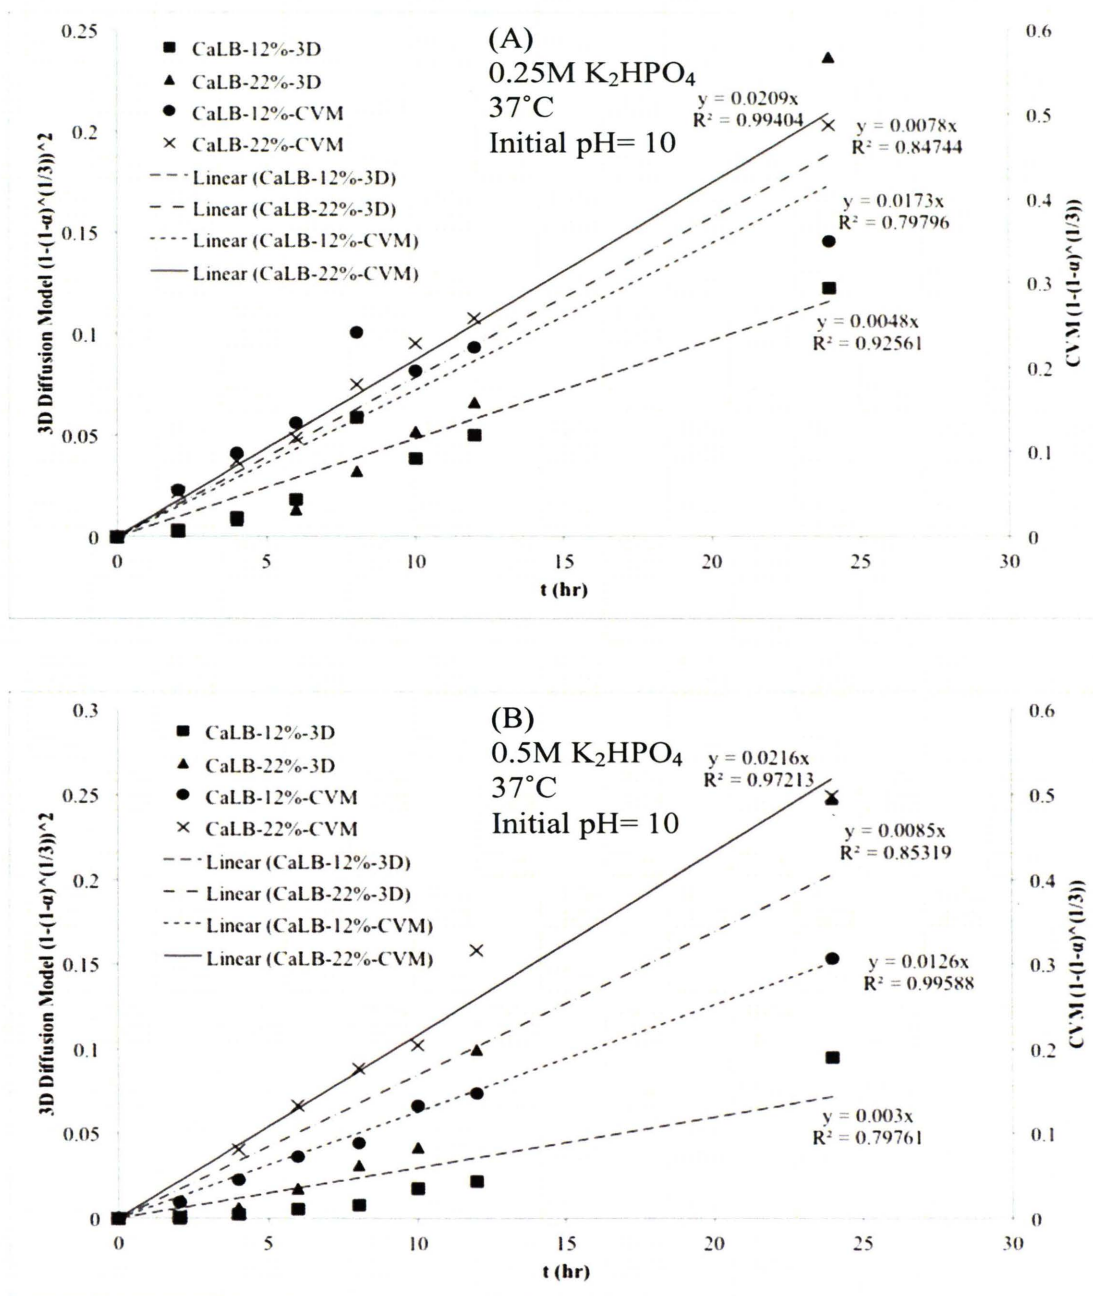 0.25
0.2
0.15
0.1
0.05
0
3D Diffusion Model (1-(1-α)^(1/3))^2
CaLB-12%-3D
CaLB-22%-3D
CaLB-12%-CVM
CaLB-22%-CVM
Linear (CaLB-12%-3D)
Linear (CaLB-22%-3D)
Linear (CaLB-12%-CVM)
Linear (CaLB-22%-CVM)
(A)
0.25M K₂HPO₄
37˚C
Initial pH= 10
y = 0.0209x
R² = 0.99404
y = 0.0078x
R² = 0.84744
y = 0.0173x
R² = 0.79796
y = 0.0048x
R² = 0.92561
0.6
0.5
0.4
0.3
0.2
0.1
0
CVM (1-(1-α)^(1/3))
0 5 10 15 20 25 30
t (hr)
0.3
0.25
0.2
0.15
0.1
0.05
0
3D Diffusion Model (1-(1-α)^(1/3))^2
CaLB-12%-3D
CaLB-22%-3D
CaLB-12%-CVM
CaLB-22%-CVM
Linear (CaLB-12%-3D)
Linear (CaLB-22%-3D)
Linear (CaLB-12%-CVM)
Linear (CaLB-22%-CVM)
(B)
0.5M K₂HPO₄
37˚C
Initial pH= 10
y = 0.0216x
R² = 0.97213
y = 0.0085x
R² = 0.85319
y = 0.0126x
R² = 0.99588
y = 0.003x
R² = 0.79761
0.6
0.5
0.4
0.3
0.2
0.1
0
CVM (1-(1-α)^(1/3))
0 5 10 15 20 25 30
t (hr)